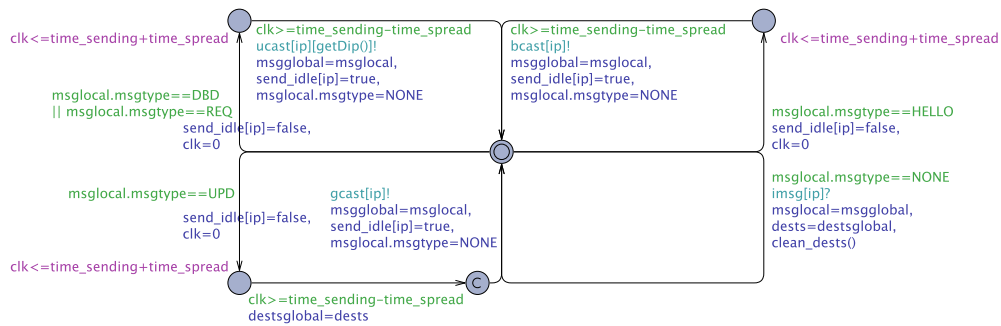 clk<=time_sending+time_spread
clk>=time_sending-time_spread
ucast[ip][getDip()]!
msgglobal=msglocal,
send_idle[ip]=true,
msglocal.msgtype=NONE
clk>=time_sending-time_spread
bcast[ip]!
msgglobal=msglocal,
send_idle[ip]=true,
msglocal.msgtype=NONE
clk<=time_sending+time_spread
msglocal.msgtype==DBD
|| msglocal.msgtype==REQ
send_idle[ip]=false,
clk=0
msglocal.msgtype==HELLO
send_idle[ip]=false,
clk=0
msglocal.msgtype==UPD
send_idle[ip]=false,
clk=0
gcast[ip]!
msgglobal=msglocal,
send_idle[ip]=true,
msglocal.msgtype=NONE
msglocal.msgtype==NONE
imsg[ip]?
msglocal=msgglobal,
dests=destsglobal,
clean_dests()
clk<=time_sending+time_spread
C
clk>=time_sending-time_spread
destsglobal=dests